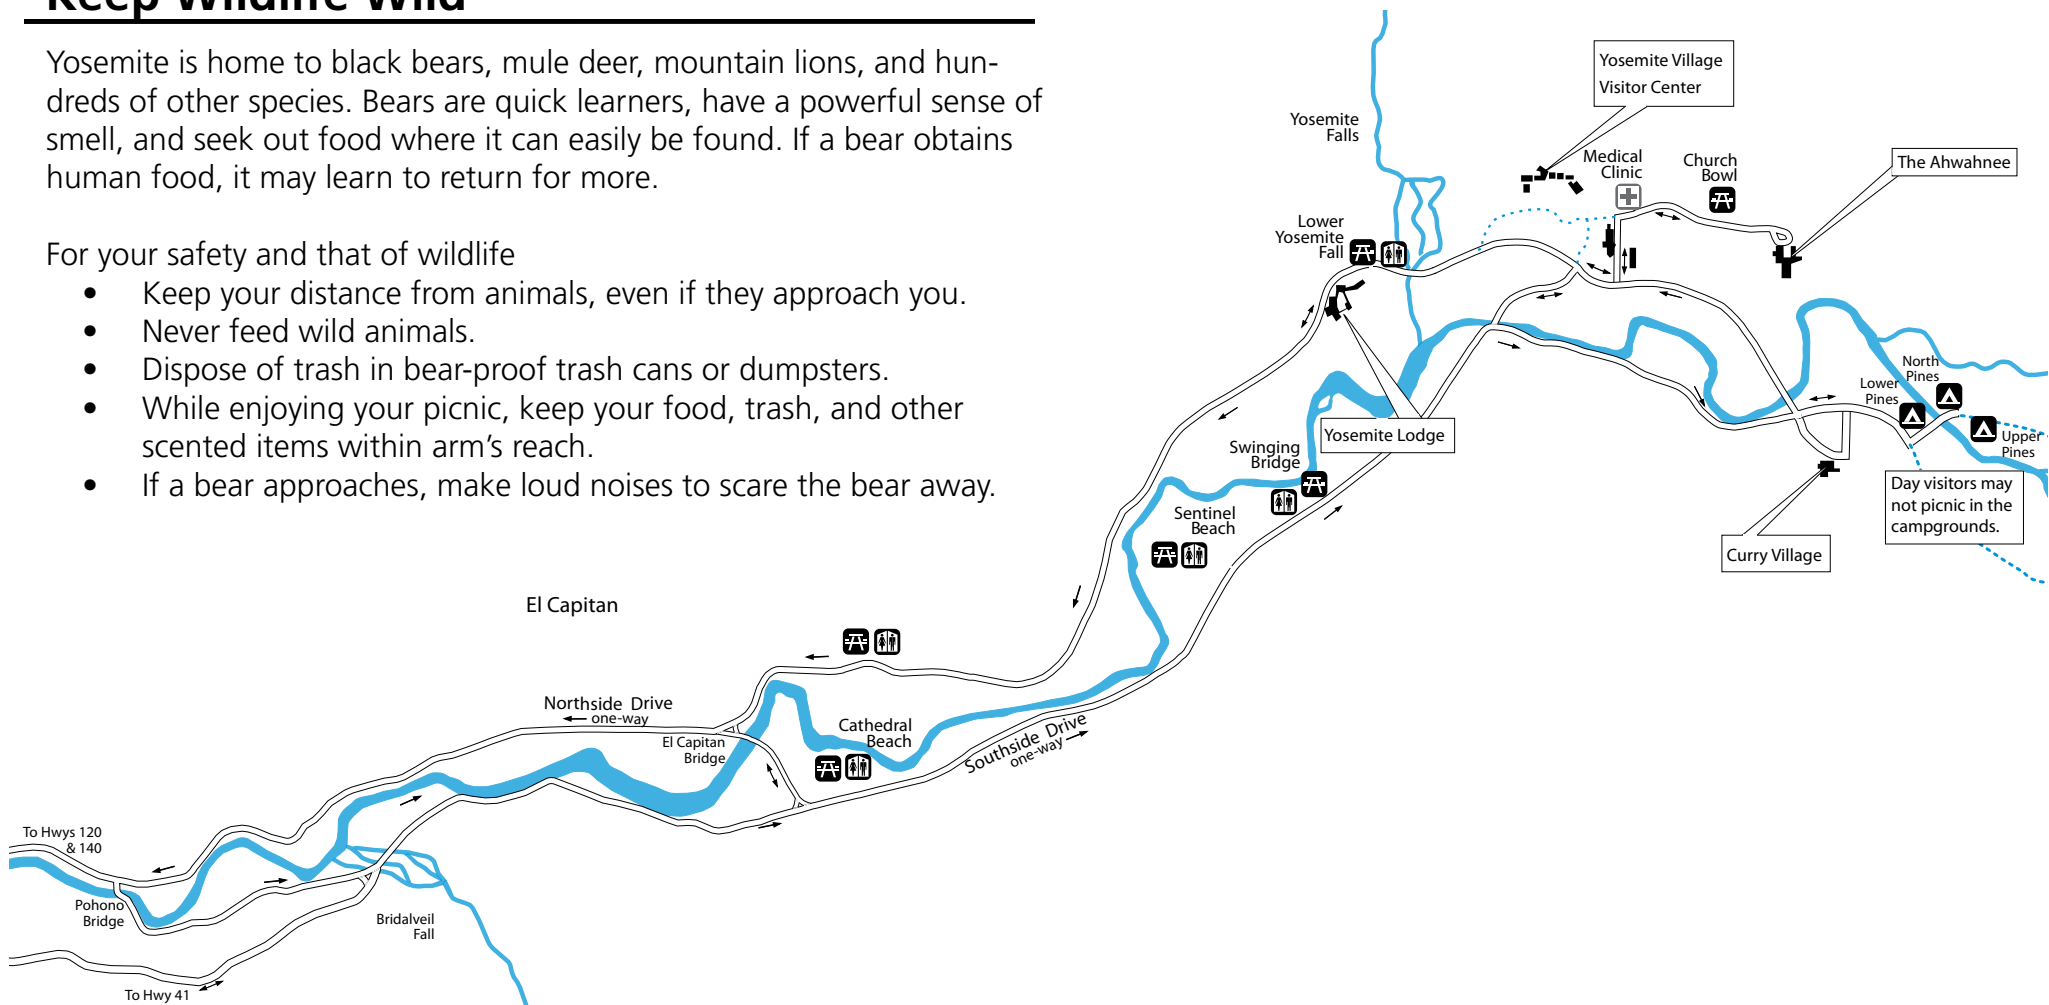 Keep Wildlife Wild
Yosemite is home to black bears, mule deer, mountain lions, and hun-
dreds of other species. Bears are quick learners, have a powerful sense of
smell, and seek out food where it can easily be found. If a bear obtains
human food, it may learn to return for more.
For your safety and that of wildlife
• Keep your distance from animals, even if they approach you.
• Never feed wild animals.
• Dispose of trash in bear-proof trash cans or dumpsters.
• While enjoying your picnic, keep your food, trash, and other
scented items within arm’s reach.
• If a bear approaches, make loud noises to scare the bear away.
Yosemite Village
Visitor Center
Yosemite
Falls
Medical
Clinic
Church
Bowl
The Ahwahnee
Lower
Yosemite
Fall
North
Pines
Lower
Pines
Upper
Pines
Yosemite Lodge
Swinging
Bridge
Day visitors may
not picnic in the
campgrounds.
Sentinel
Beach
Curry Village
El Capitan
Northside Drive
one-way
El Capitan
Bridge
Cathedral
Beach
Southside Drive
one-way
To Hwys 120
& 140
Pohono
Bridge
Bridalveil
Fall
To Hwy 41